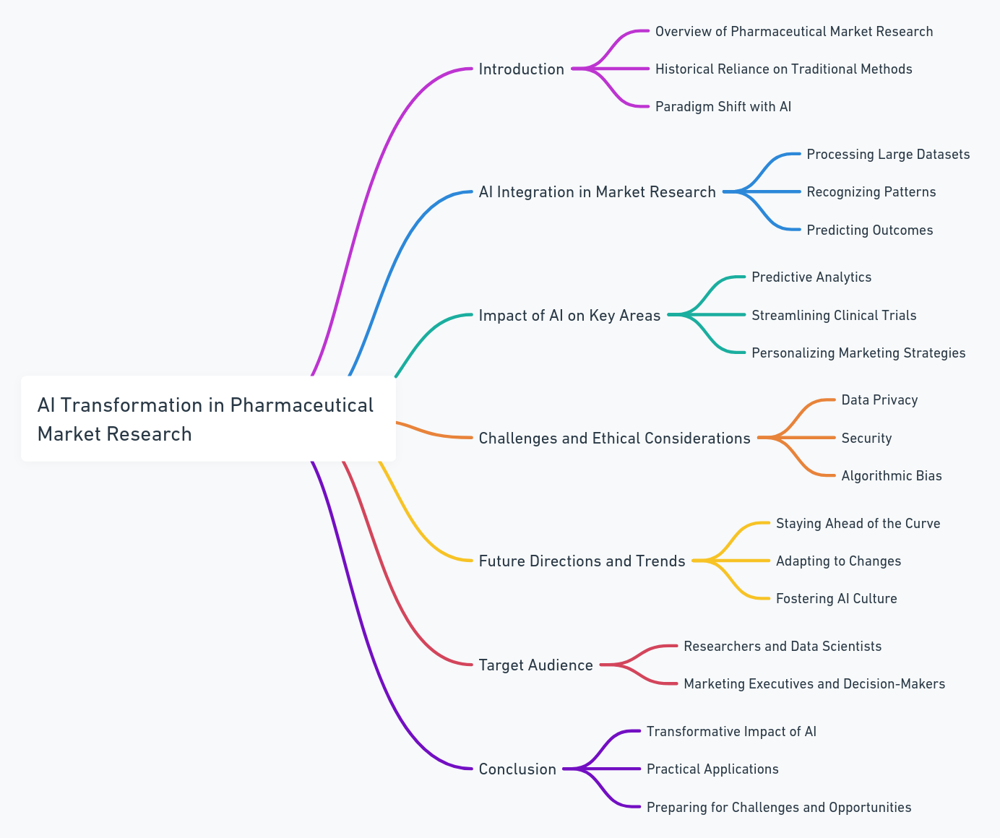 AI Transformation in Pharmaceutical
Market Research
Introduction
Overview of Pharmaceutical Market Research
Historical Reliance on Traditional Methods
Paradigm Shift with AI
AI Integration in Market Research
Processing Large Datasets
Recognizing Patterns
Predicting Outcomes
Impact of AI on Key Areas
Predictive Analytics
Streamlining Clinical Trials
Personalizing Marketing Strategies
Challenges and Ethical Considerations
Data Privacy
Security
Algorithmic Bias
Future Directions and Trends
Staying Ahead of the Curve
Adapting to Changes
Fostering AI Culture
Target Audience
Researchers and Data Scientists
Marketing Executives and Decision-Makers
Conclusion
Transformative Impact of AI
Practical Applications
Preparing for Challenges and Opportunities